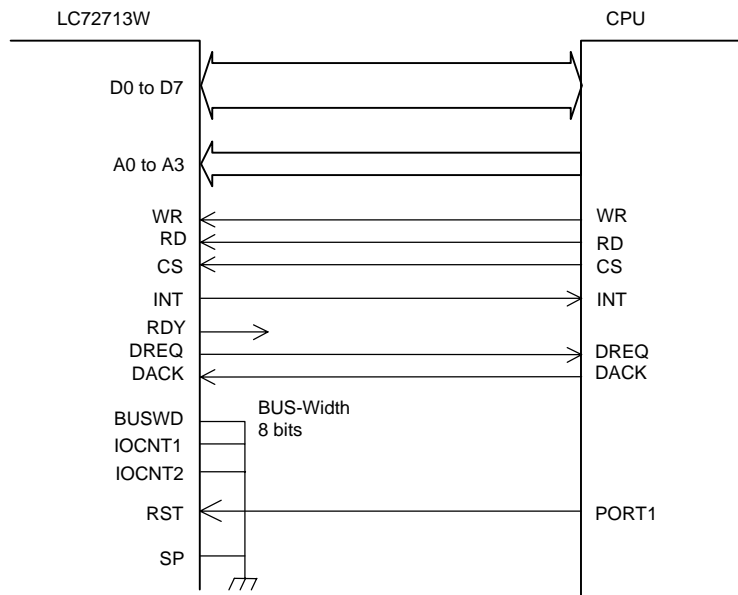 LC72713W CPU
D0 to D7
A0 to A3
WR WR
RD RD
CS CS
INT INT
RDY
DREQ DREQ
DACK DACK
BUSWD BUS-Width
8 bits
IOCNT1
IOCNT2
RST PORT1
SP